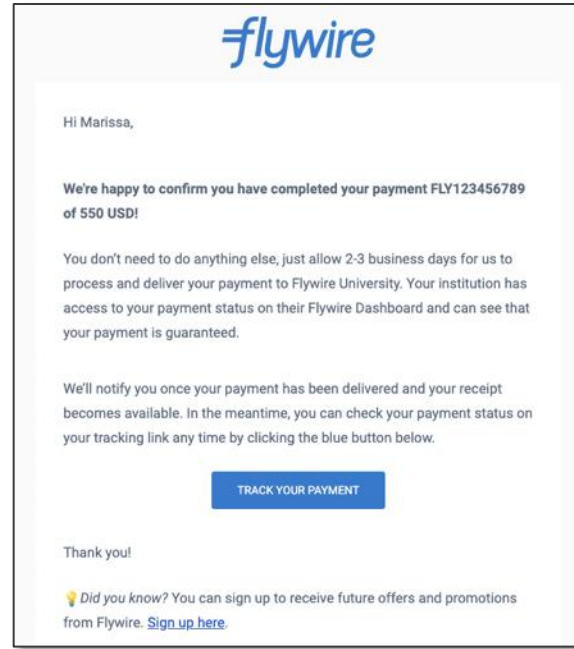 flywire
Hi Marissa,
We're happy to confirm you have completed your payment FLY123456789
of 550 USD!
You don't need to do anything else, just allow 2-3 business days for us to
process and deliver your payment to Flywire University. Your institution has
access to your payment status on their Flywire Dashboard and can see that
your payment is guaranteed.
We'll notify you once your payment has been delivered and your receipt
becomes available. In the meantime, you can check your payment status on
your tracking link any time by clicking the blue button below.
TRACK YOUR PAYMENT
Thank you!
💡 Did you know? You can sign up to receive future offers and promotions
from Flywire. Sign up here.